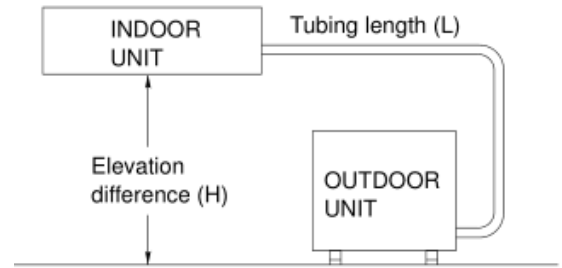 INDOOR
UNIT
Tubing length (L)
Elevation
difference (H)
OUTDOOR
UNIT